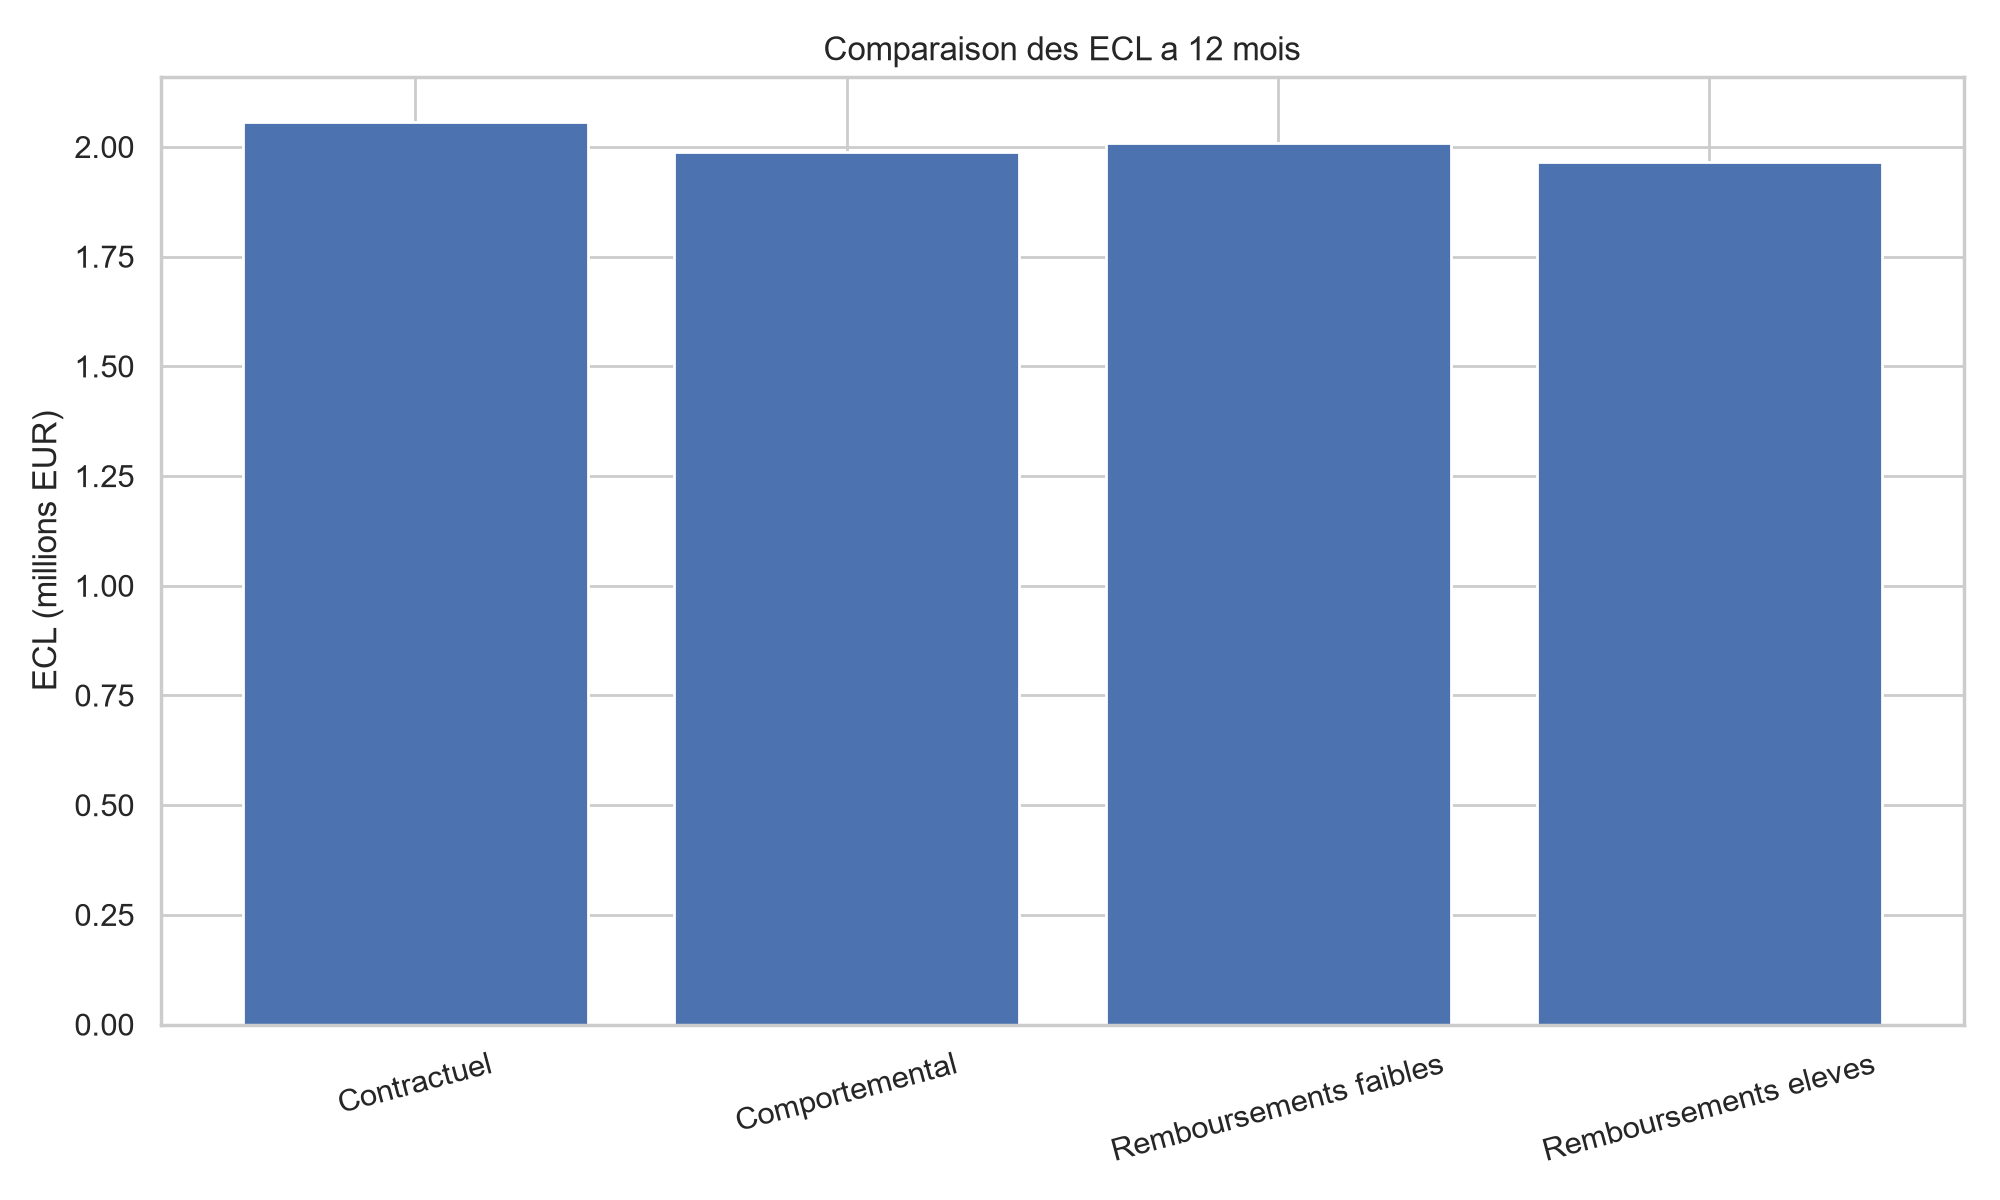 Comparaison des ECL a 12 mois
ECL (millions EUR)
2.00
1.75
1.50
1.25
1.00
0.75
0.50
0.25
0.00
Contractuel
Comportemental
Remboursements faibles
Remboursements eleves